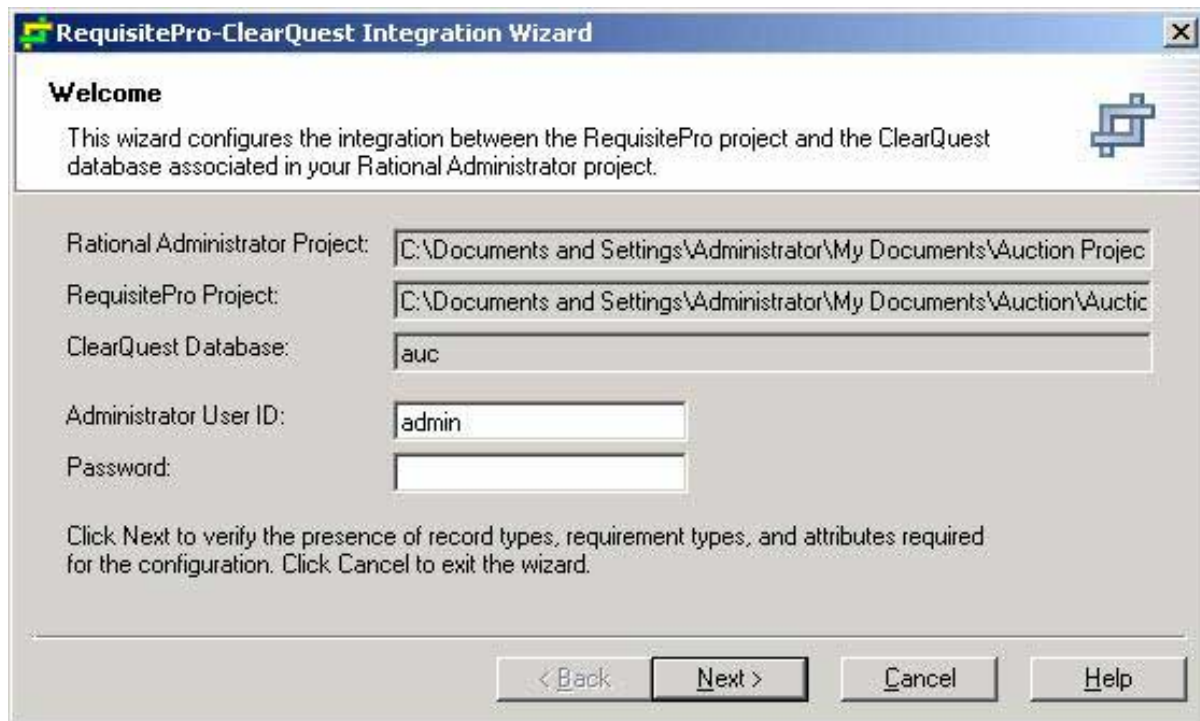 RequisitePro-ClearQuest Integration Wizard
Welcome
This wizard configures the integration between the RequisitePro project and the ClearQuest
database associated in your Rational Administrator project.
Rational Administrator Project: C:\Documents and Settings\Administrator\My Documents\Auction Projec
RequisitePro Project: C:\Documents and Settings\Administrator\My Documents\Auction\Auctic
ClearQuest Database: auc
Administrator User ID: admin
Password:
Click Next to verify the presence of record types, requirement types, and attributes required
for the configuration. Click Cancel to exit the wizard.
< Back Next > Cancel Help